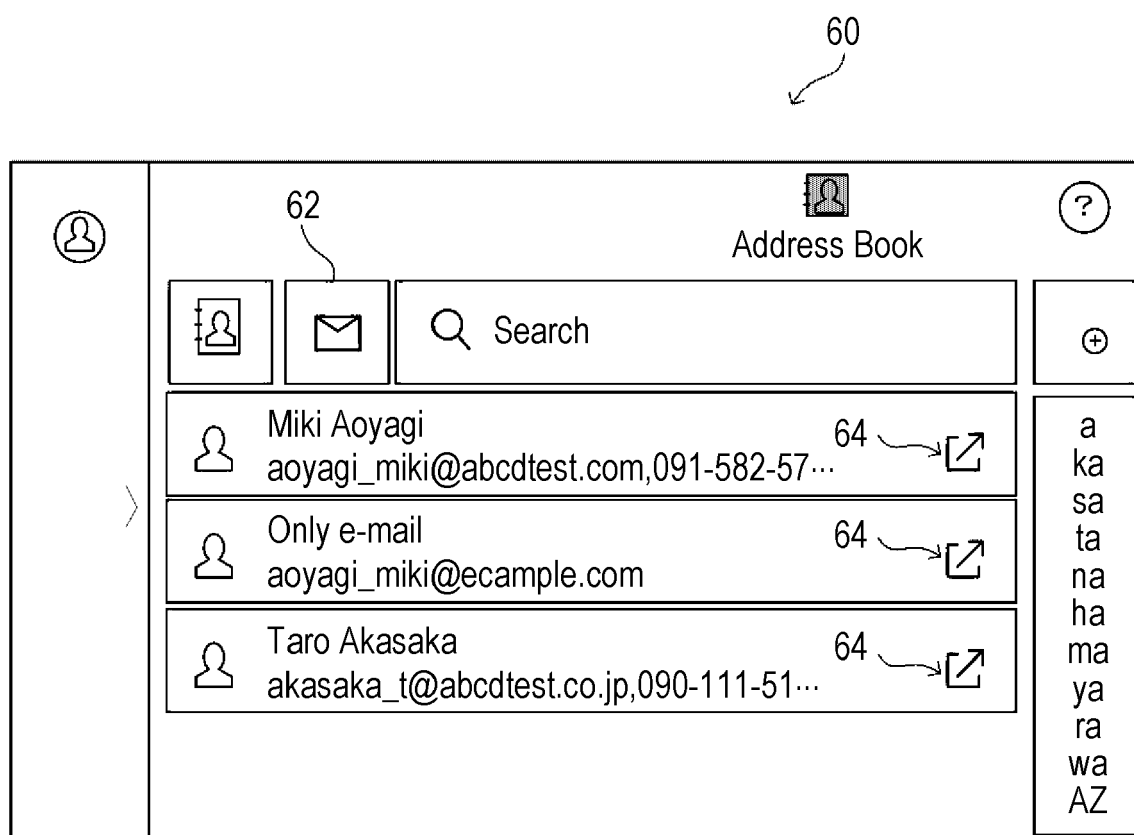 60
62
?
Address Book
Search
Miki Aoyagi
aoyagi_miki@abcdtest.com,091-582-57···
64
Only e-mail
aoyagi_miki@ecample.com
64
Taro Akasaka
akasaka_t@abcdtest.co.jp,090-111-51···
64
a
ka
sa
ta
na
ha
ma
ya
ra
wa
AZ